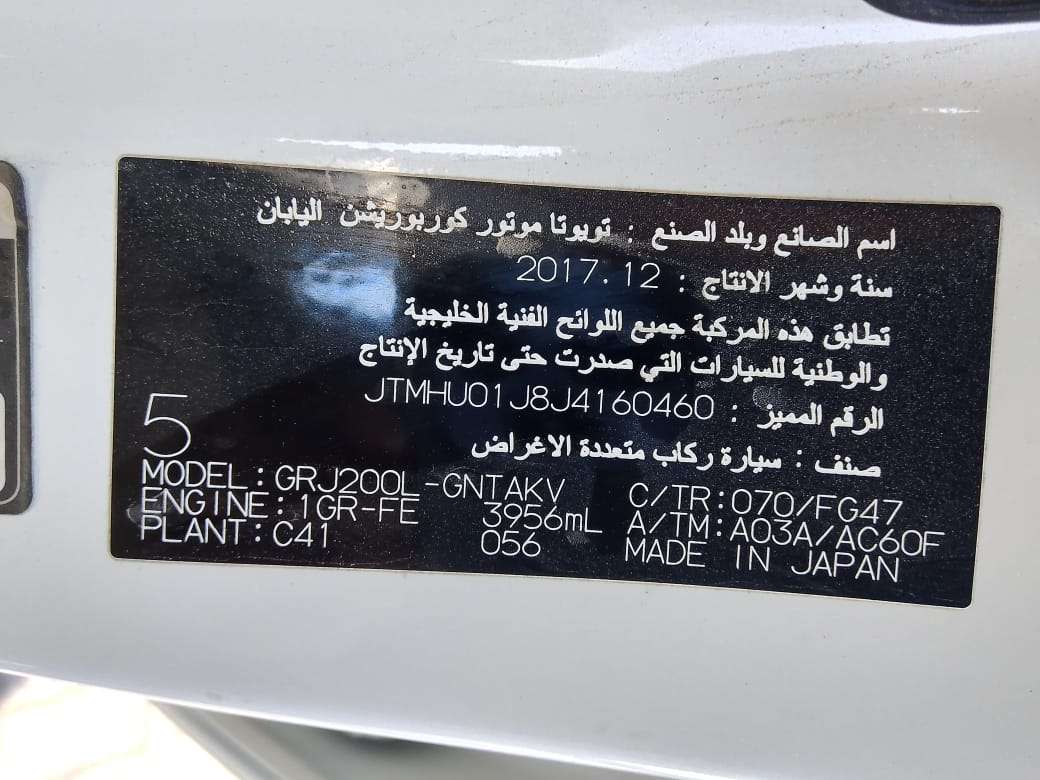 اسم الصانع وبلد الصنع : تويوتا موتور كوربوريشن اليابان
سنة وشهر الانتاج : 2017.12
تطابق هذه المركبة جميع اللوائح الفنية الخليجية
والوطنية للسيارات التي صدرت حتى تاريخ الإنتاج
الرقم المميز : JTMHU01J8J4160460
صنف : سيارة ركاب متعددة الاغراض
5
MODEL:GRJ200L-GNTAKV C/TR:070/FG47
ENGINE:1GR-FE 3956mL A/TM:A03A/AC60F
PLANT:C41 056 MADE IN JAPAN